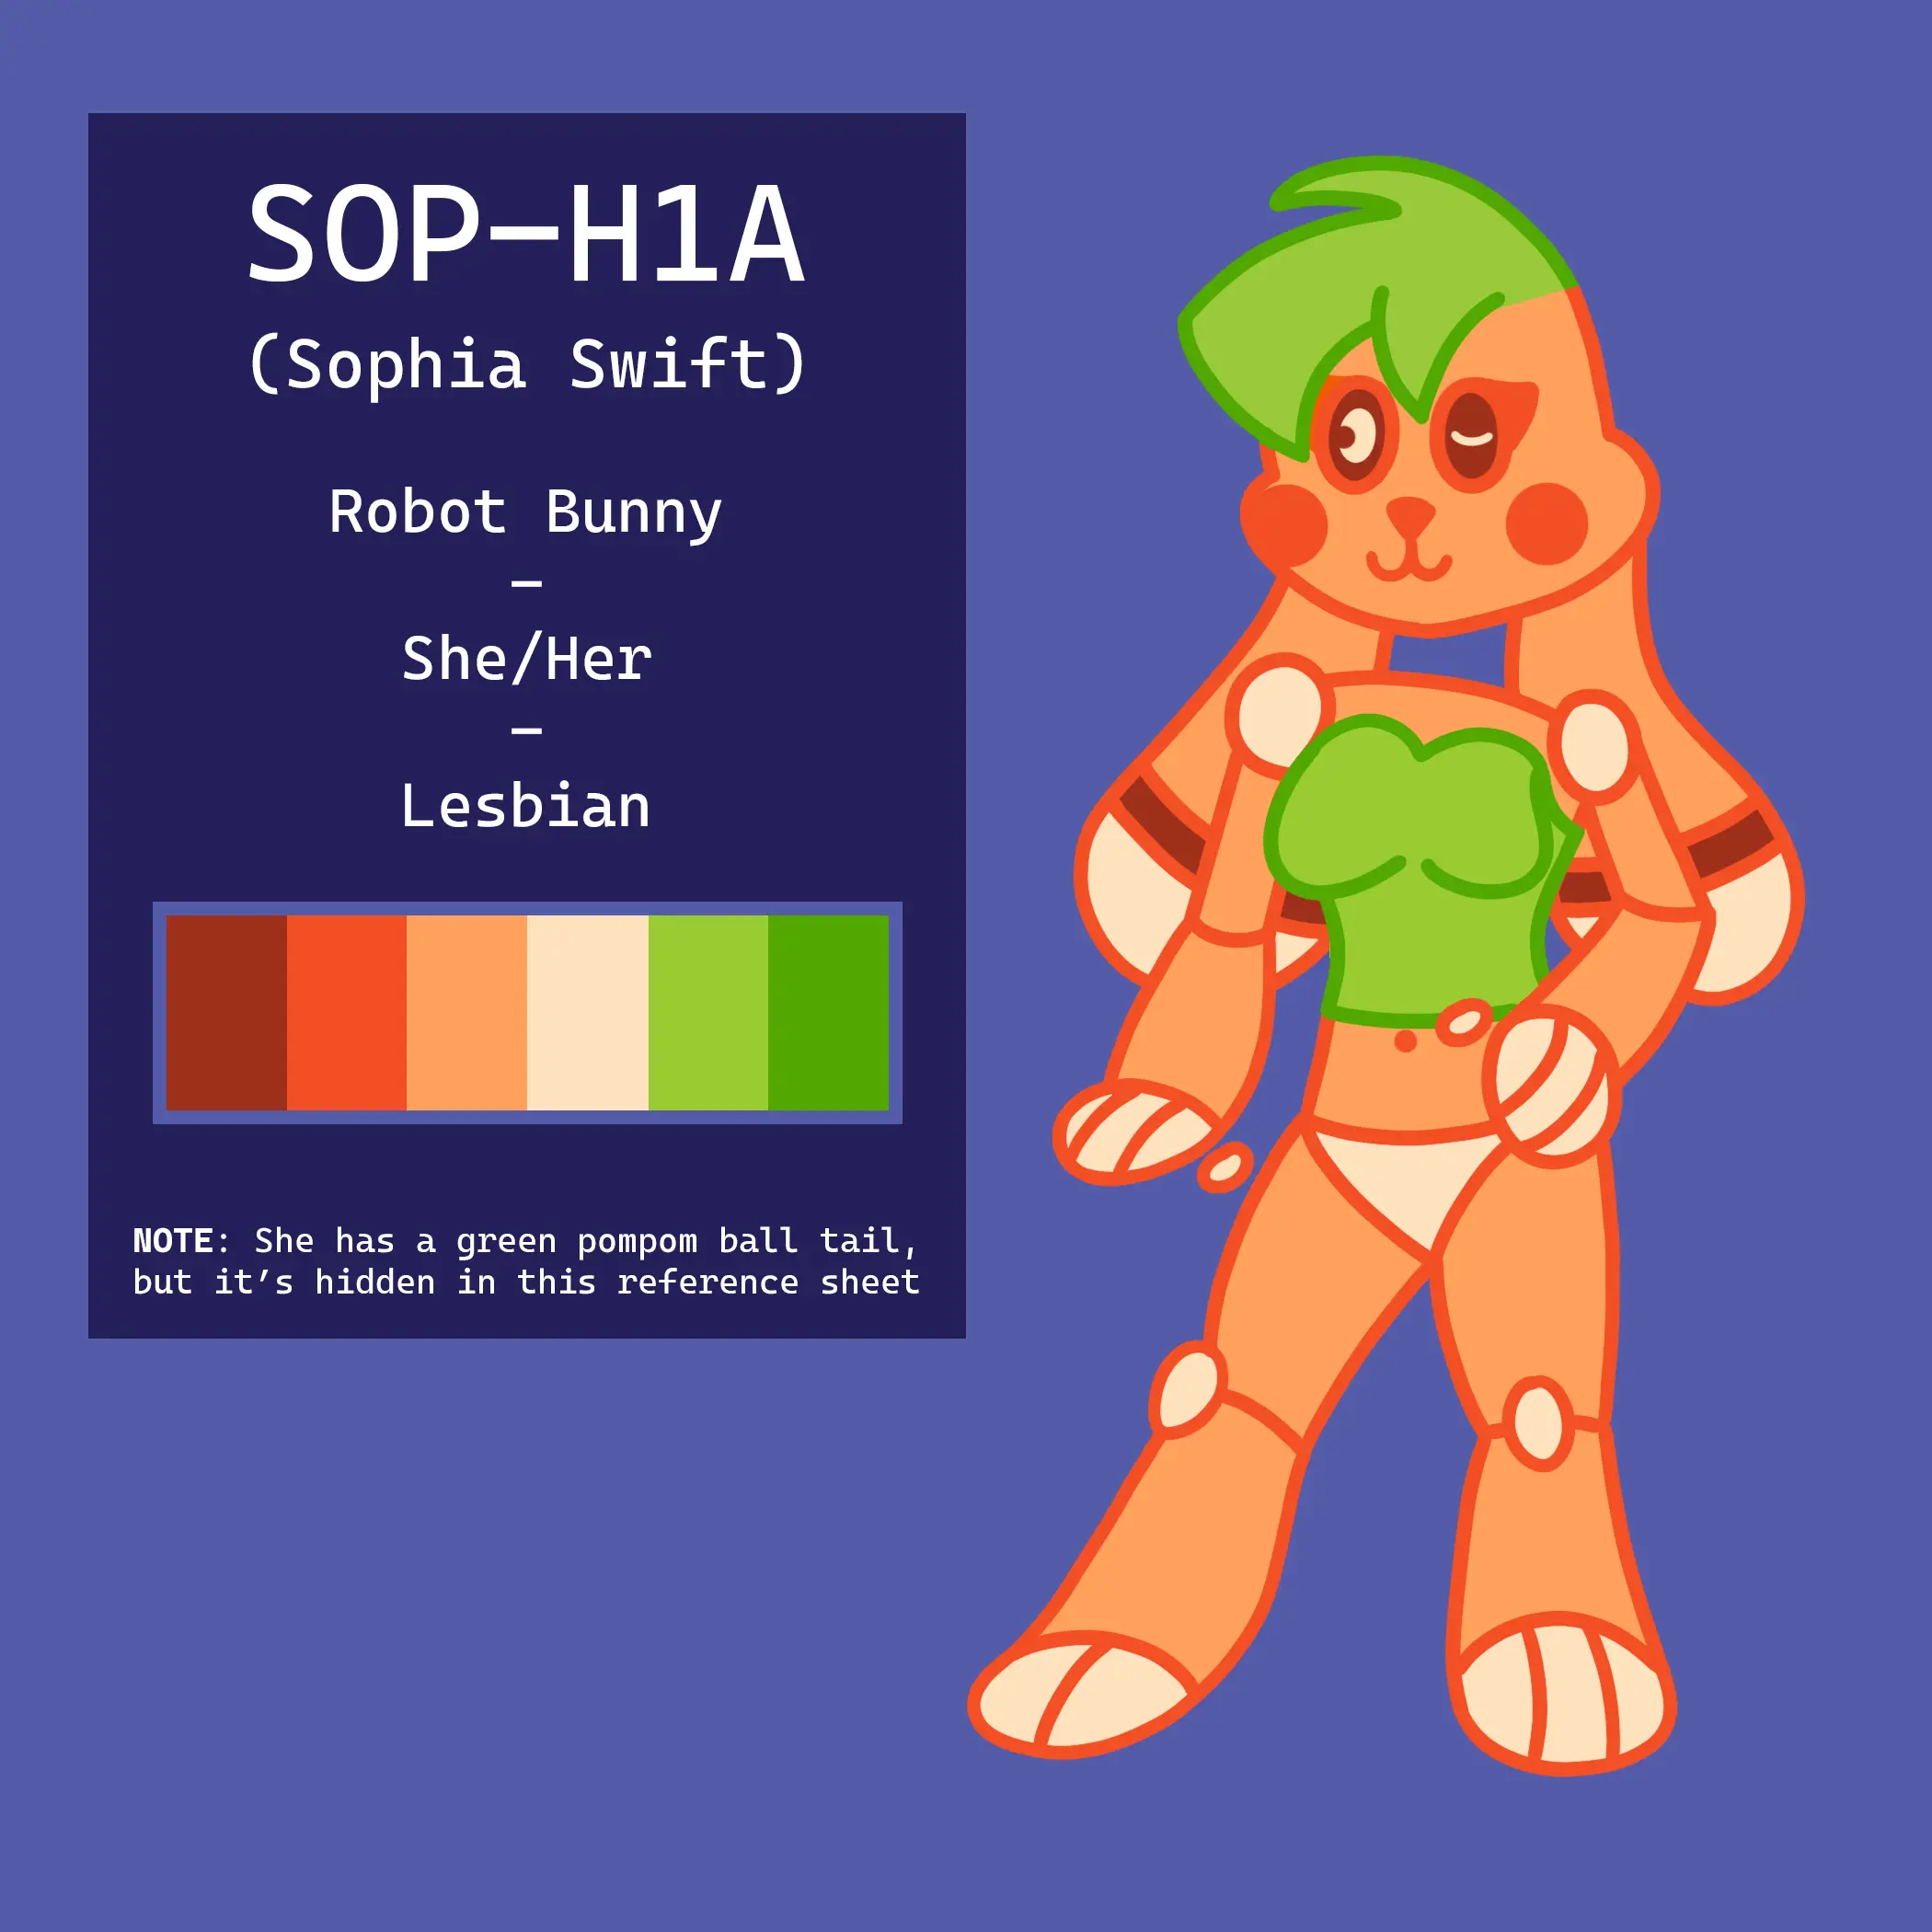 SOP-H1A
(Sophia Swift)
Robot Bunny
–
She/Her
–
Lesbian
NOTE: She has a green pompom ball tail,
but it’s hidden in this reference sheet